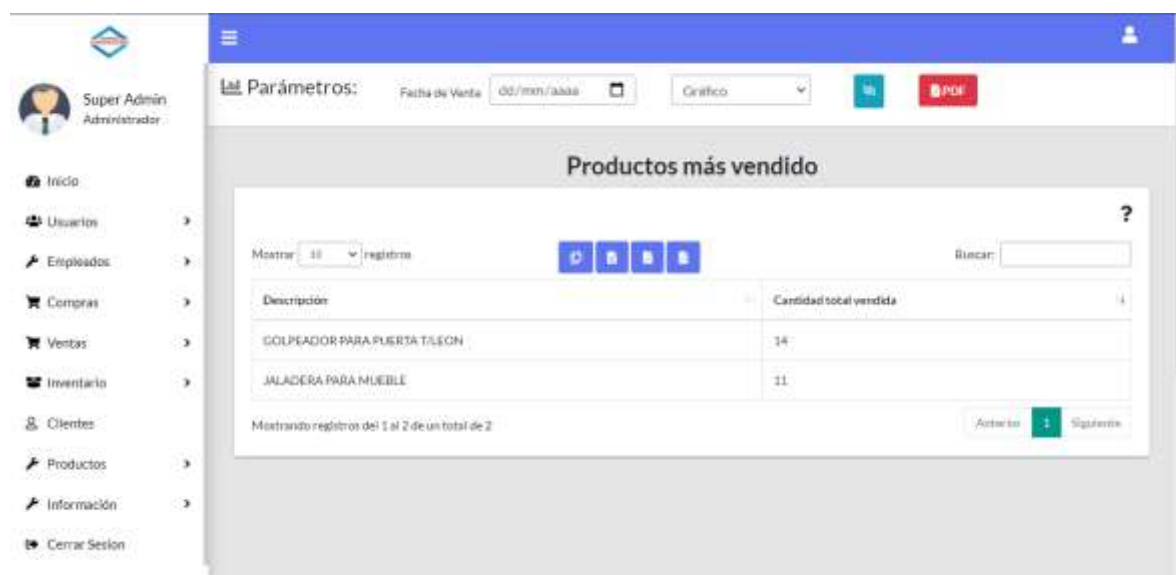 Super Admin
Administrador
Inicio
Usuarios
Empleados
Compras
Ventas
Inventario
Clientes
Productos
Información
Cerrar Sesion
Parámetros:
Fecha de Venta dd/mm/aaaa Gráfico PDF
Productos más vendido
?
Mostrar 10 registros Buscar:
Descripción Cantidad total vendida
GOLPEADOR PARA PUERTA T/LEON 14
JALADERA PARA MUEBLE 11
Mostrando registros del 1 al 2 de un total de 2 Anterior 1 Siguiente